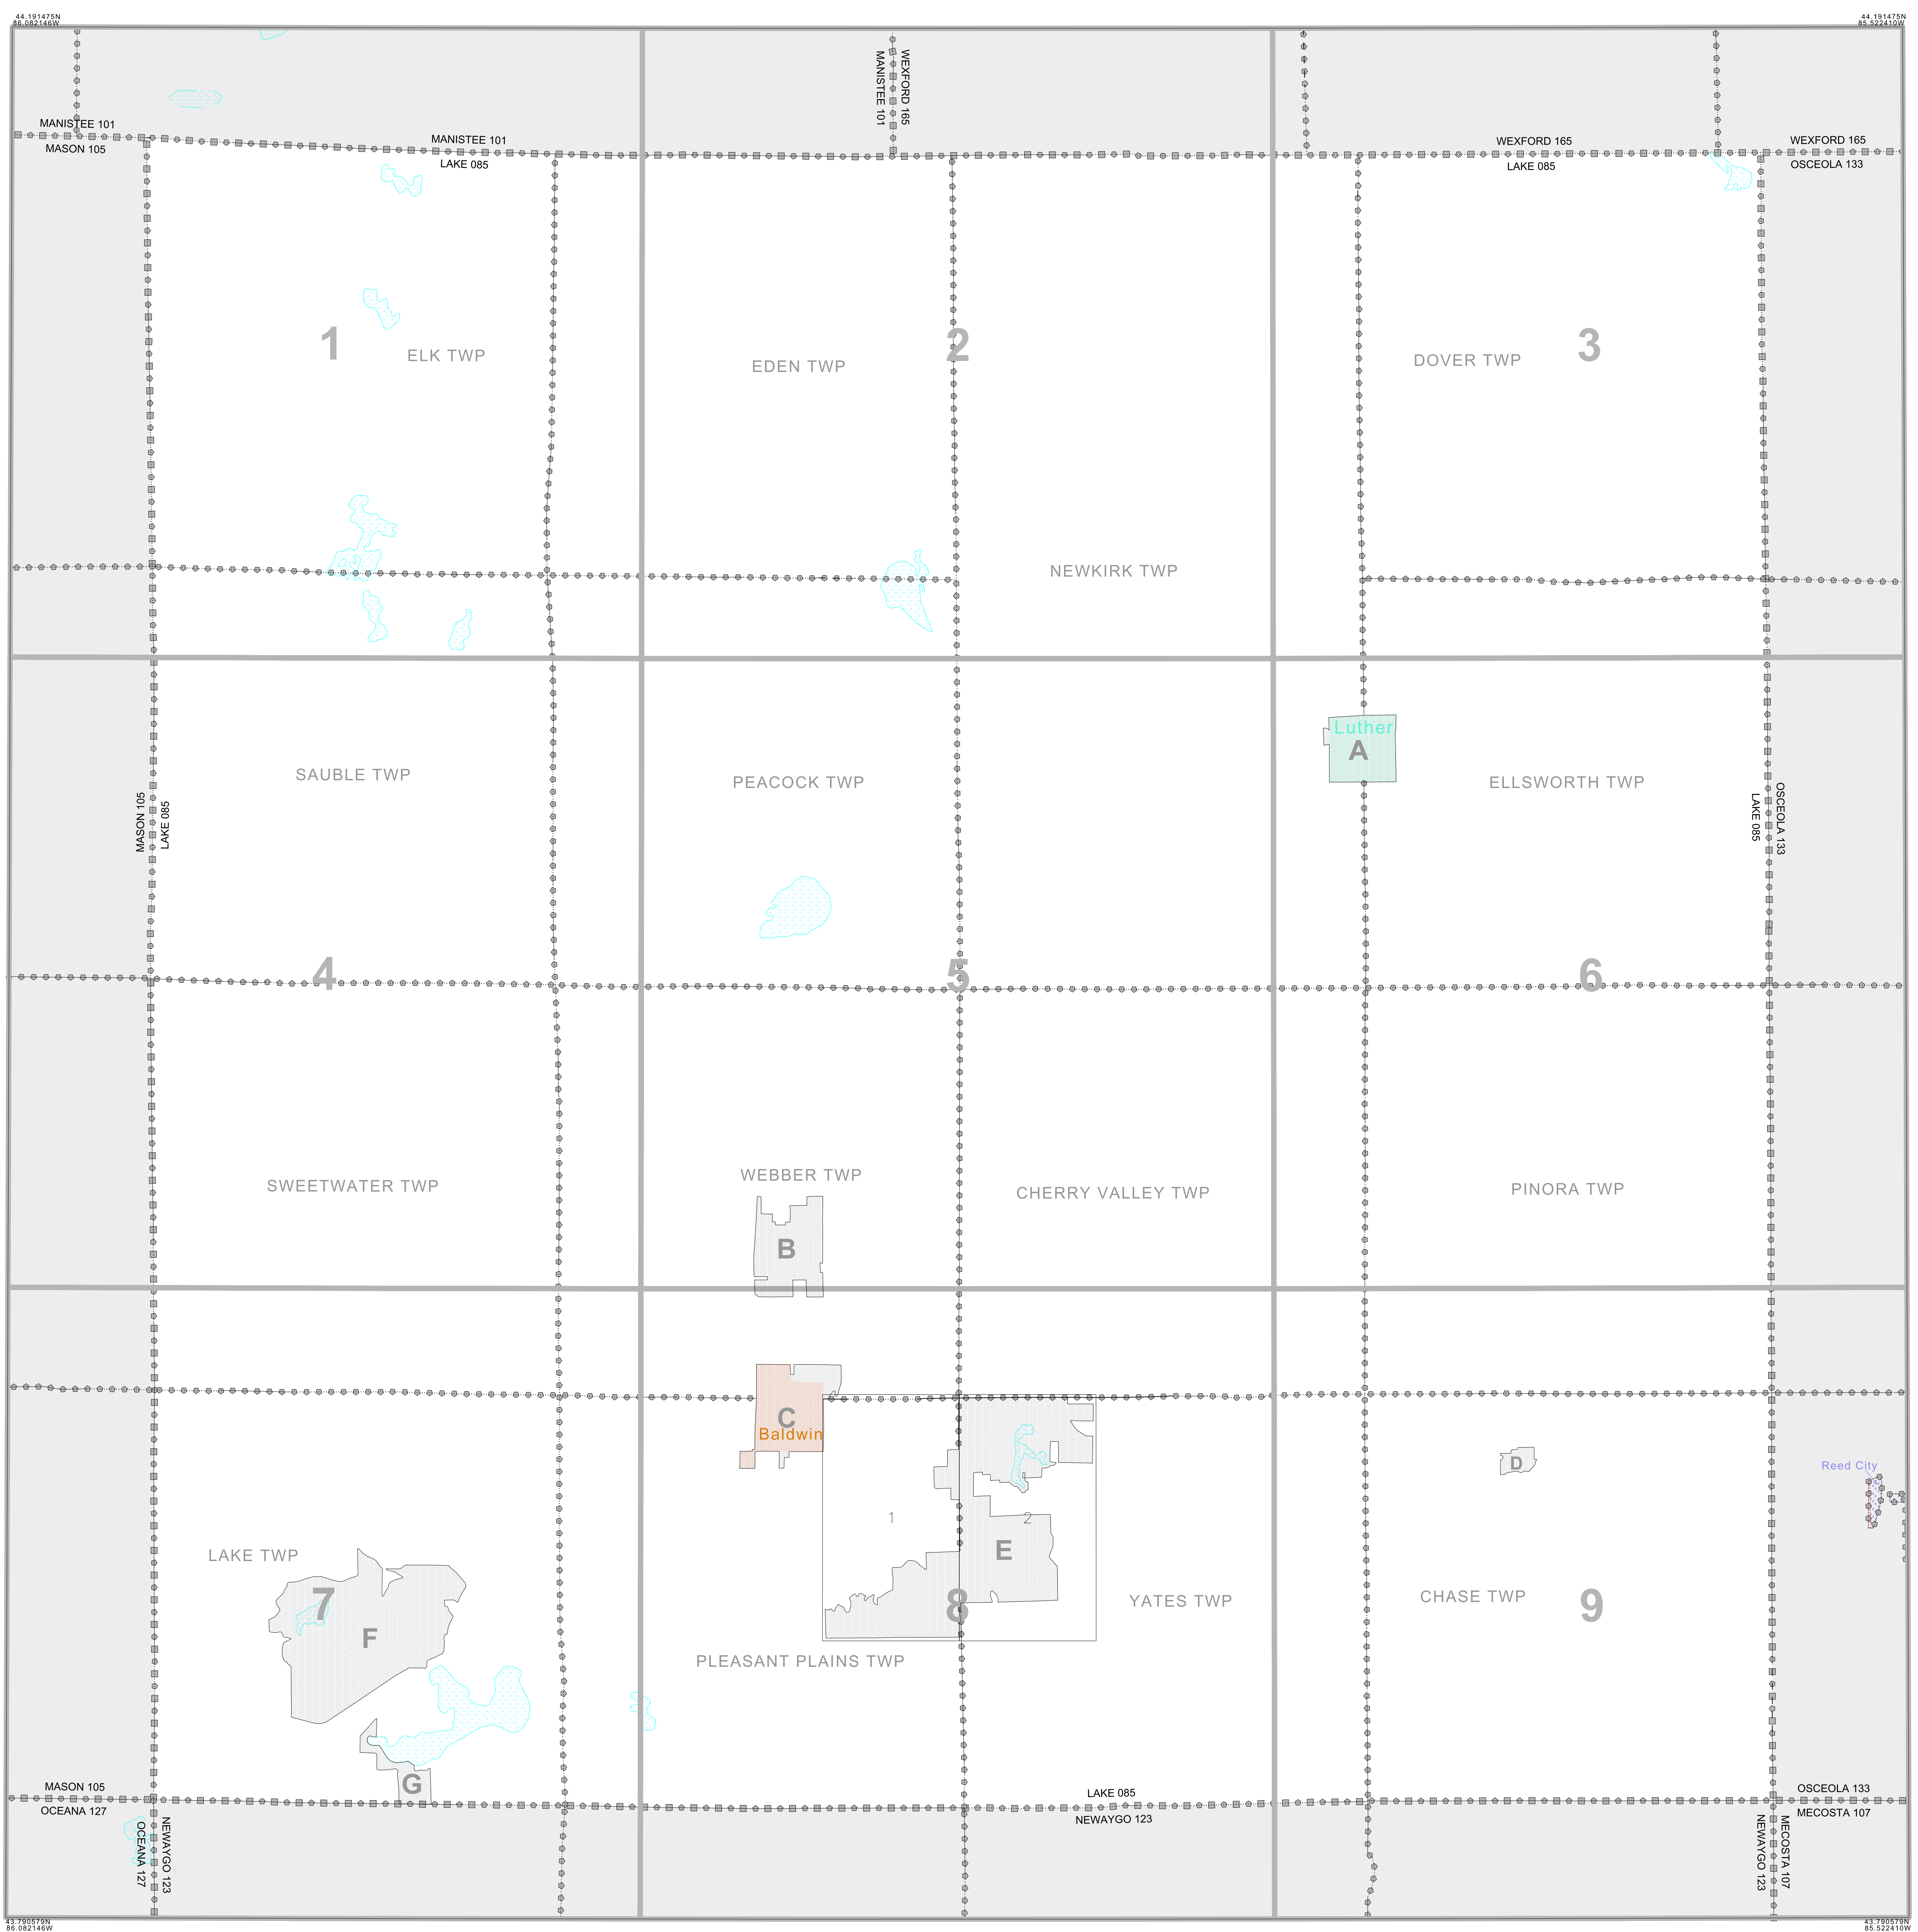 44.191475N
86.082146W
44.191475N
85.522410W
MANISTEE 101
WEXFORD 165
MANISTEE 101
MASON 105
MANISTEE 101
LAKE 085
WEXFORD 165
LAKE 085
WEXFORD 165
OSCEOLA 133
1
ELK TWP
EDEN TWP
2
DOVER TWP
3
NEWKIRK TWP
Luther
A
SAUBLE TWP
PEACOCK TWP
ELLSWORTH TWP
MASON 105
LAKE 085
LAKE 085
OSCEOLA 133
4
5
6
SWEETWATER TWP
WEBBER TWP
CHERRY VALLEY TWP
PINORA TWP
B
C
Baldwin
D
Reed City
1
2
E
LAKE TWP
7
8
YATES TWP
CHASE TWP
9
F
PLEASANT PLAINS TWP
G
MASON 105
OCEANA 127
LAKE 085
NEWAYGO 123
OSCEOLA 133
MECOSTA 107
OCEANA 127
NEWAYGO 123
NEWAYGO 123
MECOSTA 107
43.790579N
86.082146W
43.790579N
85.522410W